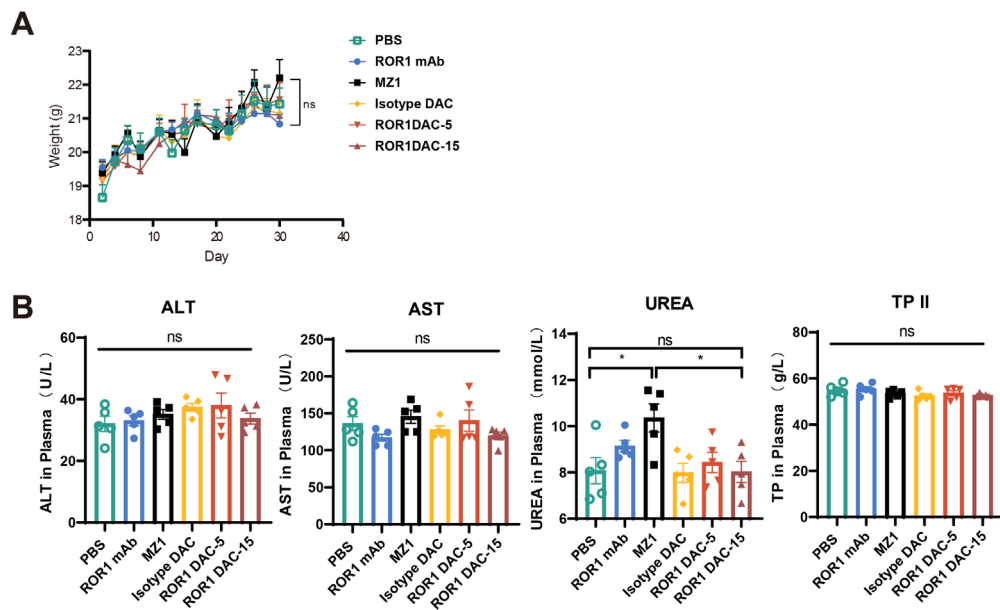 A
PBS
ROR1 mAb
MZ1
Isotype DAC
ROR1DAC-5
ROR1DAC-15
ns
Weight (g)
23
22
21
20
19
18
0 10 20 30 40
Day
B
ALT
ns
ALT in Plasma (U/L)
60
40
20
0
PBS
ROR1 mAb
MZ1
Isotype DAC
ROR1 DAC-5
ROR1 DAC-15
AST
ns
AST in Plasma (U/L)
250
200
150
100
50
0
PBS
ROR1 mAb
MZ1
Isotype DAC
ROR1 DAC-5
ROR1 DAC-15
UREA
ns
* *
UREA in Plasma (mmol/L)
14
12
10
8
6
PBS
ROR1 mAb
MZ1
Isotype DAC
ROR1 DAC-5
ROR1 DAC-15
TP II
ns
TP in Plasma (g/L)
80
60
40
20
0
PBS
ROR1 mAb
MZ1
Isotype DAC
ROR1 DAC-5
ROR1 DAC-15